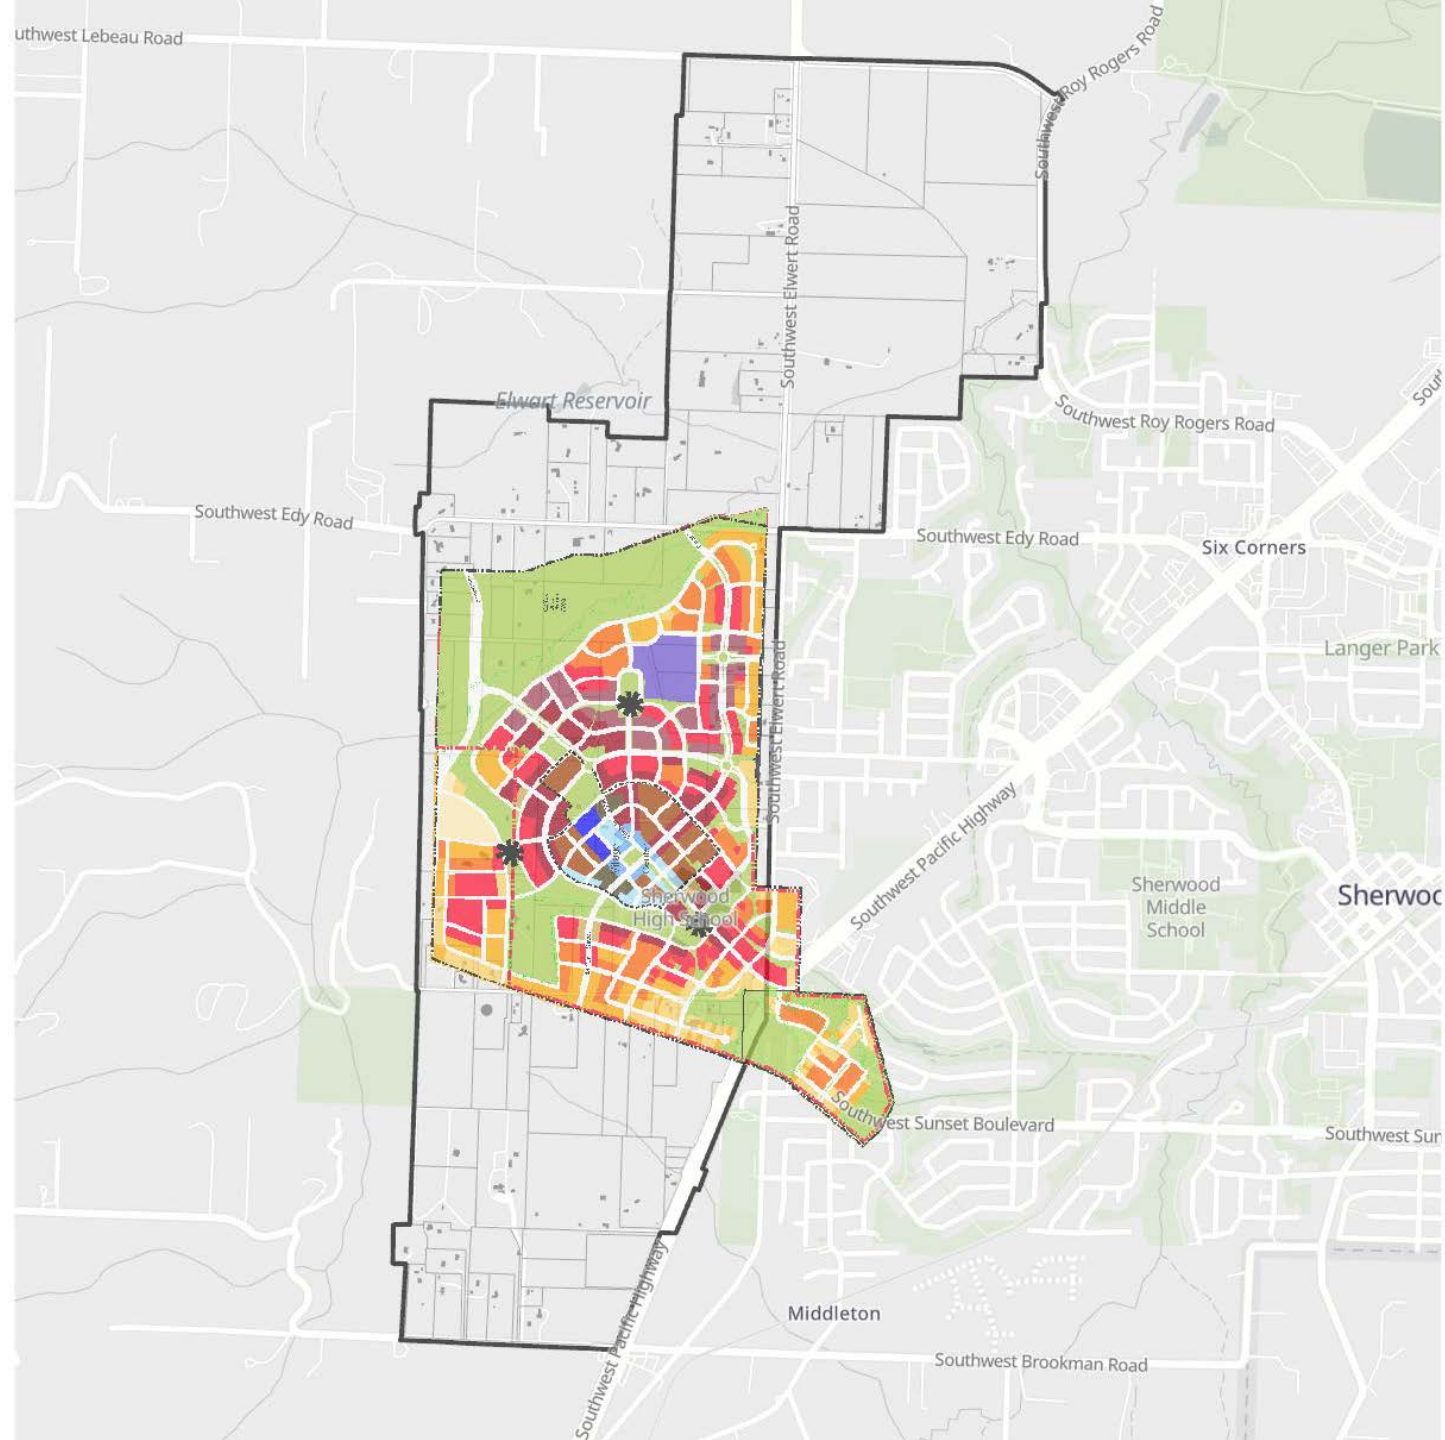 uthwest Lebeau Road
Southwest Roy Rogers Road
Southwest Elwert Road
Elwart Reservoir
Southwest Roy Rogers Road
Southwest Edy Road
Southwest Edy Road
Six Corners
Langer Park
Southwest Elwert Road
Southwest Pacific Highway
Sherwood
High School
Sherwood
Middle
School
Sherwoo
Southwest Sunset Boulevard
Southwest Sun
Middleton
Southwest Pacific Highway
Southwest Brookman Road